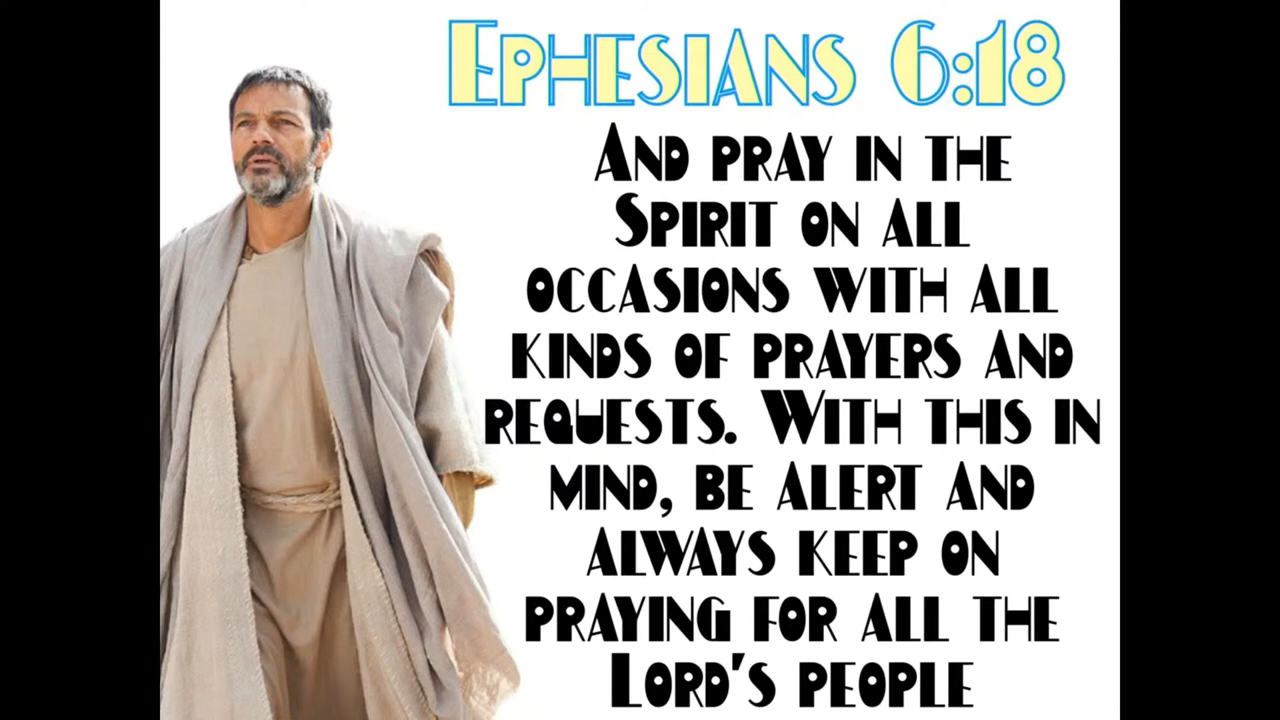 Ephesians 6:18
And pray in the
Spirit on all
occasions with all
kinds of prayers and
requests. With this in
mind, be alert and
always keep on
praying for all the
Lord's people